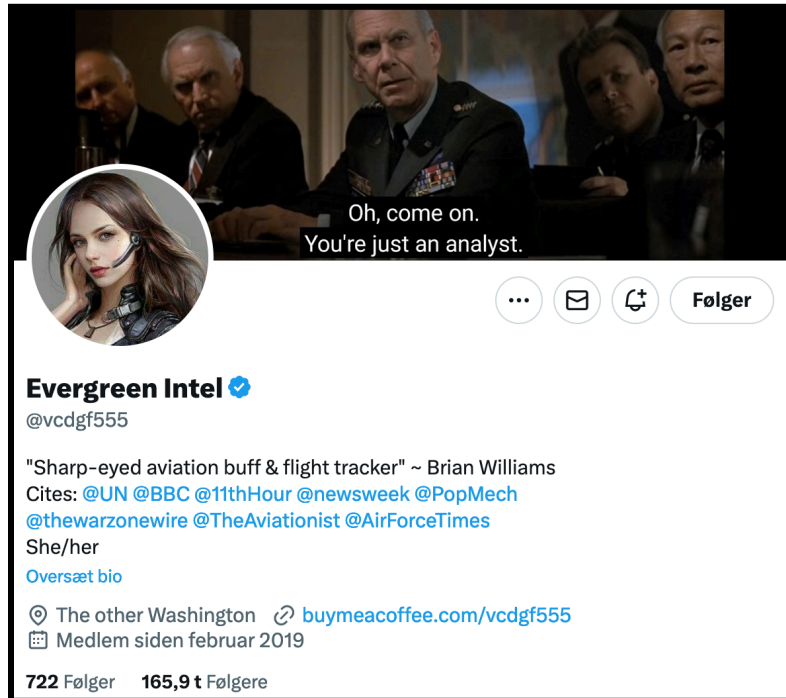 Oh, come on.
You're just an analyst.
Følger
Evergreen Intel
@vcdgf555
"Sharp-eyed aviation buff & flight tracker" ~ Brian Williams
Cites: @UN @BBC @11thHour @newsweek @PopMech
@thewarzonewire @TheAviationist @AirForceTimes
She/her
Oversæt bio
The other Washington buymeacoffee.com/vcdgf555
Medlem siden februar 2019
722 Følger 165,9 t Følgere